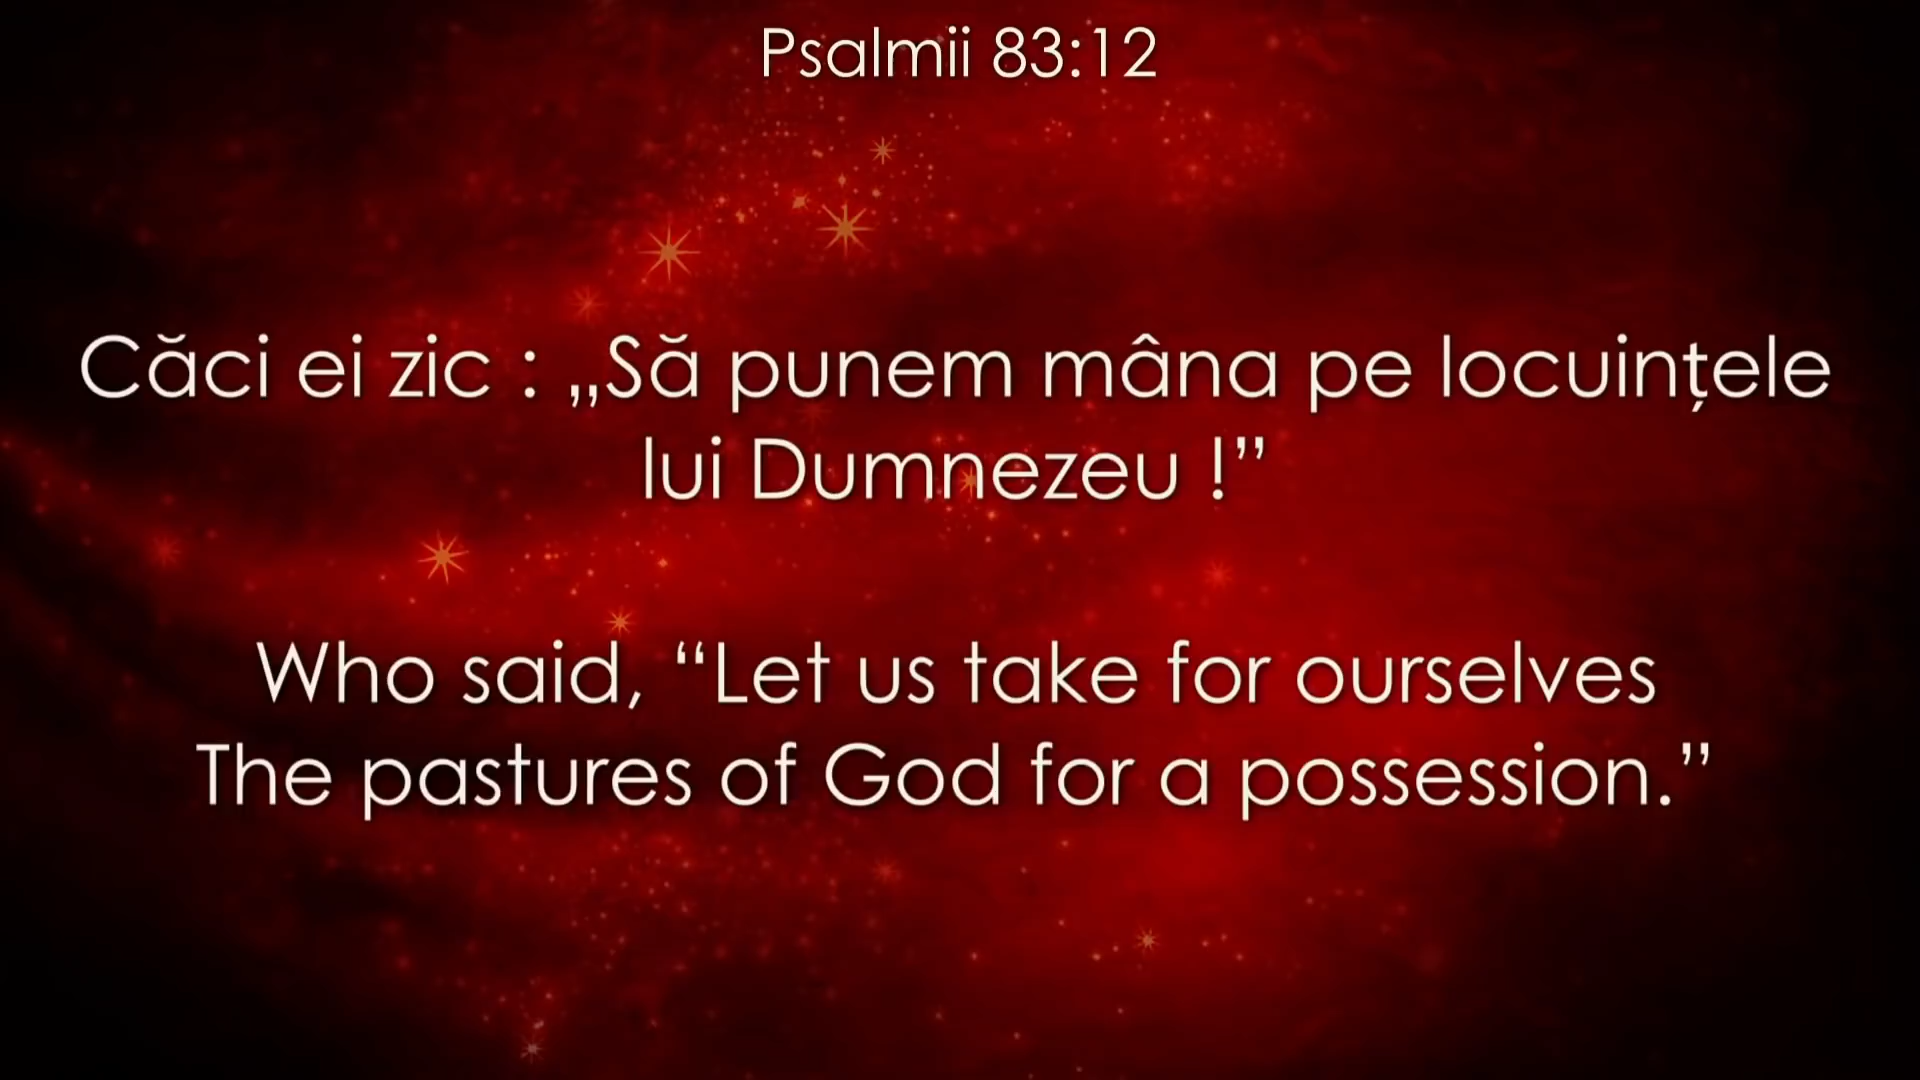 Psalmii 83:12
Căci ei zic : „Să punem mâna pe locuințele
lui Dumnezeu !”
Who said, “Let us take for ourselves
The pastures of God for a possession.”